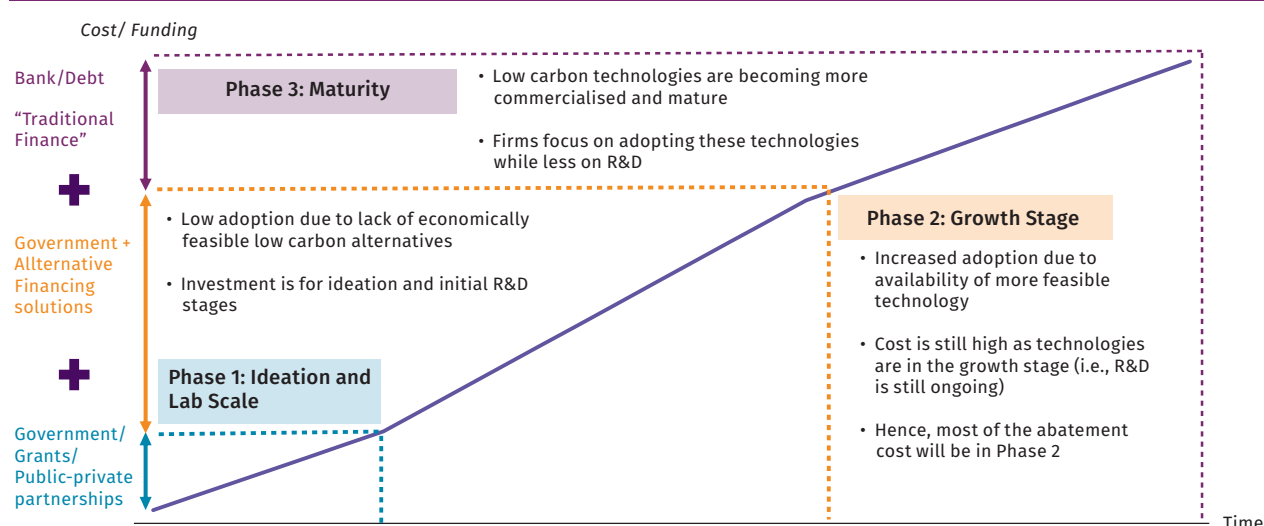 Cost/ Funding
Bank/Debt
“Traditional
Finance”
Phase 3: Maturity
• Low carbon technologies are becoming more
commercialised and mature
• Firms focus on adopting these technologies
while less on R&D
Government +
Allternative
Financing
solutions
• Low adoption due to lack of economically
feasible low carbon alternatives
• Investment is for ideation and initial R&D
stages
Phase 2: Growth Stage
• Increased adoption due to
availability of more feasible
technology
• Cost is still high as technologies
are in the growth stage (i.e., R&D
is still ongoing)
• Hence, most of the abatement
cost will be in Phase 2
Phase 1: Ideation and
Lab Scale
Government/
Grants/
Public-private
partnerships
Time